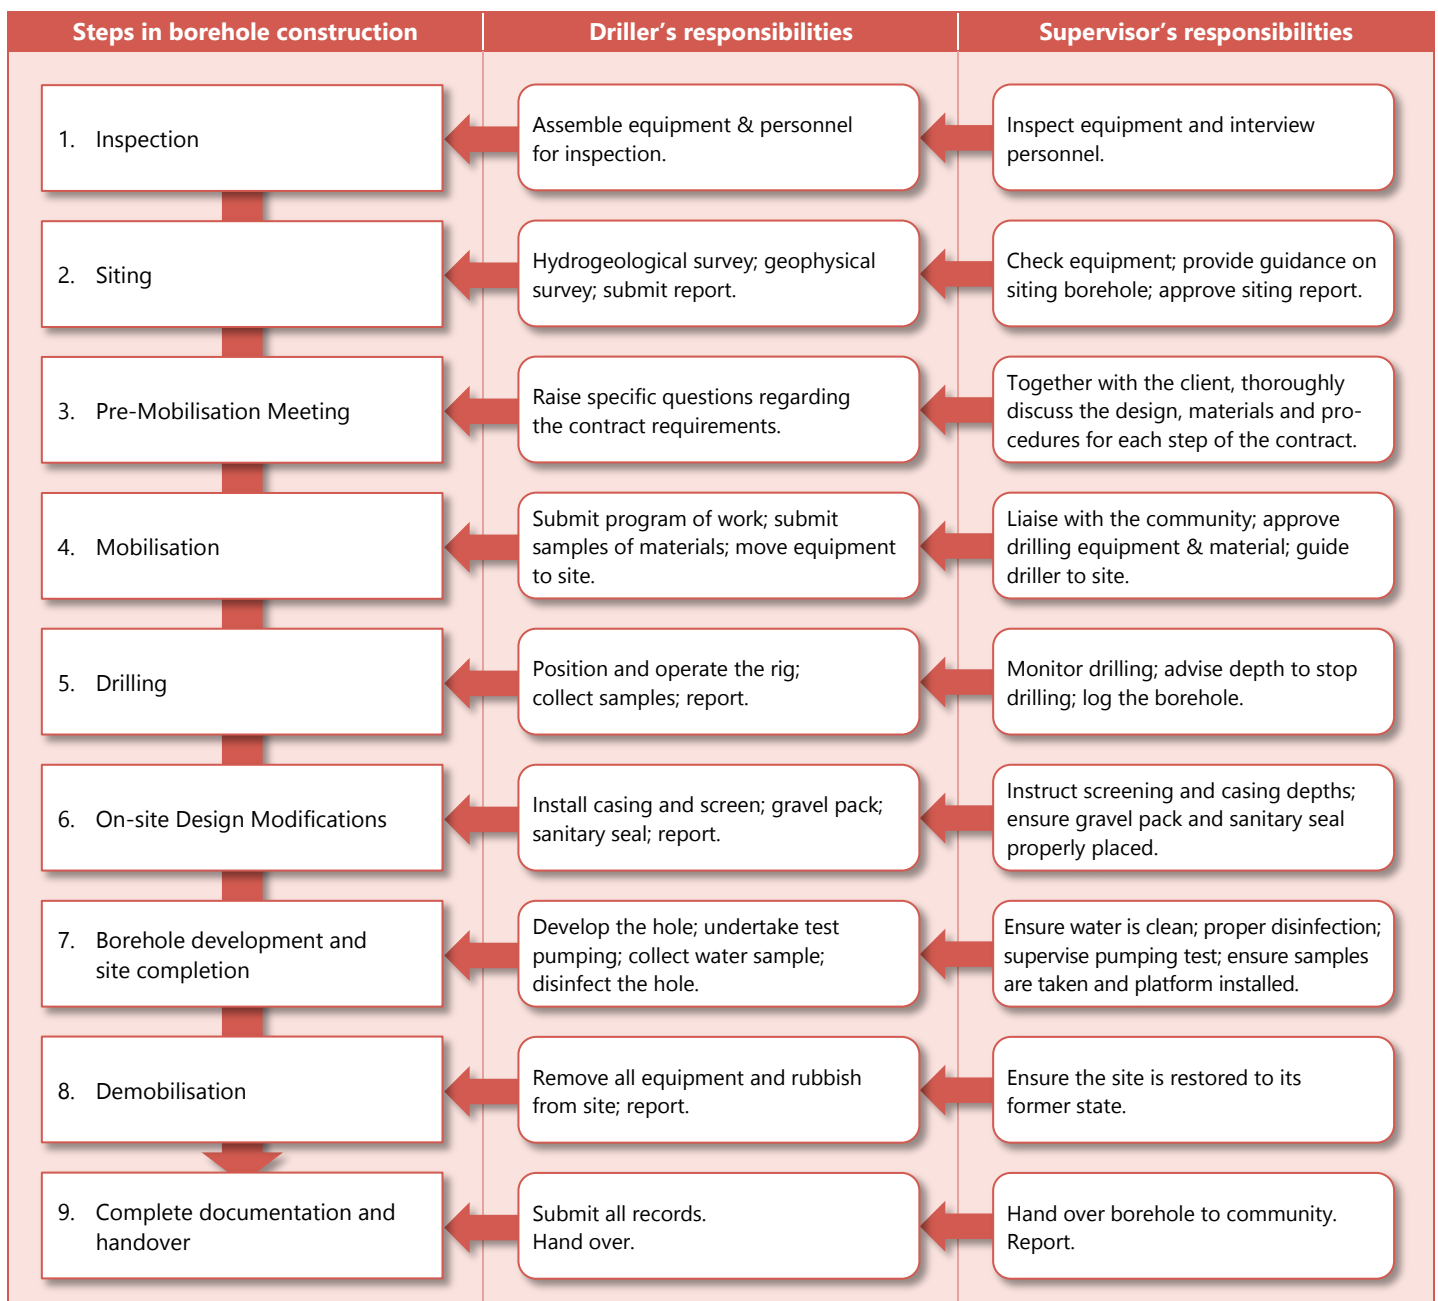 Steps in borehole construction
Driller's responsibilities
Supervisor's responsibilities
1. Inspection
Assemble equipment & personnel
for inspection.
Inspect equipment and interview
personnel.
2. Siting
Hydrogeological survey; geophysical
survey; submit report.
Check equipment; provide guidance on
siting borehole; approve siting report.
3. Pre-Mobilisation Meeting
Raise specific questions regarding
the contract requirements.
Together with the client, thoroughly
discuss the design, materials and pro-
cedures for each step of the contract.
4. Mobilisation
Submit program of work; submit
samples of materials; move equipment
to site.
Liaise with the community; approve
drilling equipment & material; guide
driller to site.
5. Drilling
Position and operate the rig;
collect samples; report.
Monitor drilling; advise depth to stop
drilling; log the borehole.
6. On-site Design Modifications
Install casing and screen; gravel pack;
sanitary seal; report.
Instruct screening and casing depths;
ensure gravel pack and sanitary seal
properly placed.
7. Borehole development and
site completion
Develop the hole; undertake test
pumping; collect water sample;
disinfect the hole.
Ensure water is clean; proper disinfection;
supervise pumping test; ensure samples
are taken and platform installed.
8. Demobilisation
Remove all equipment and rubbish
from site; report.
Ensure the site is restored to its
former state.
9. Complete documentation and
handover
Submit all records.
Hand over.
Hand over borehole to community.
Report.